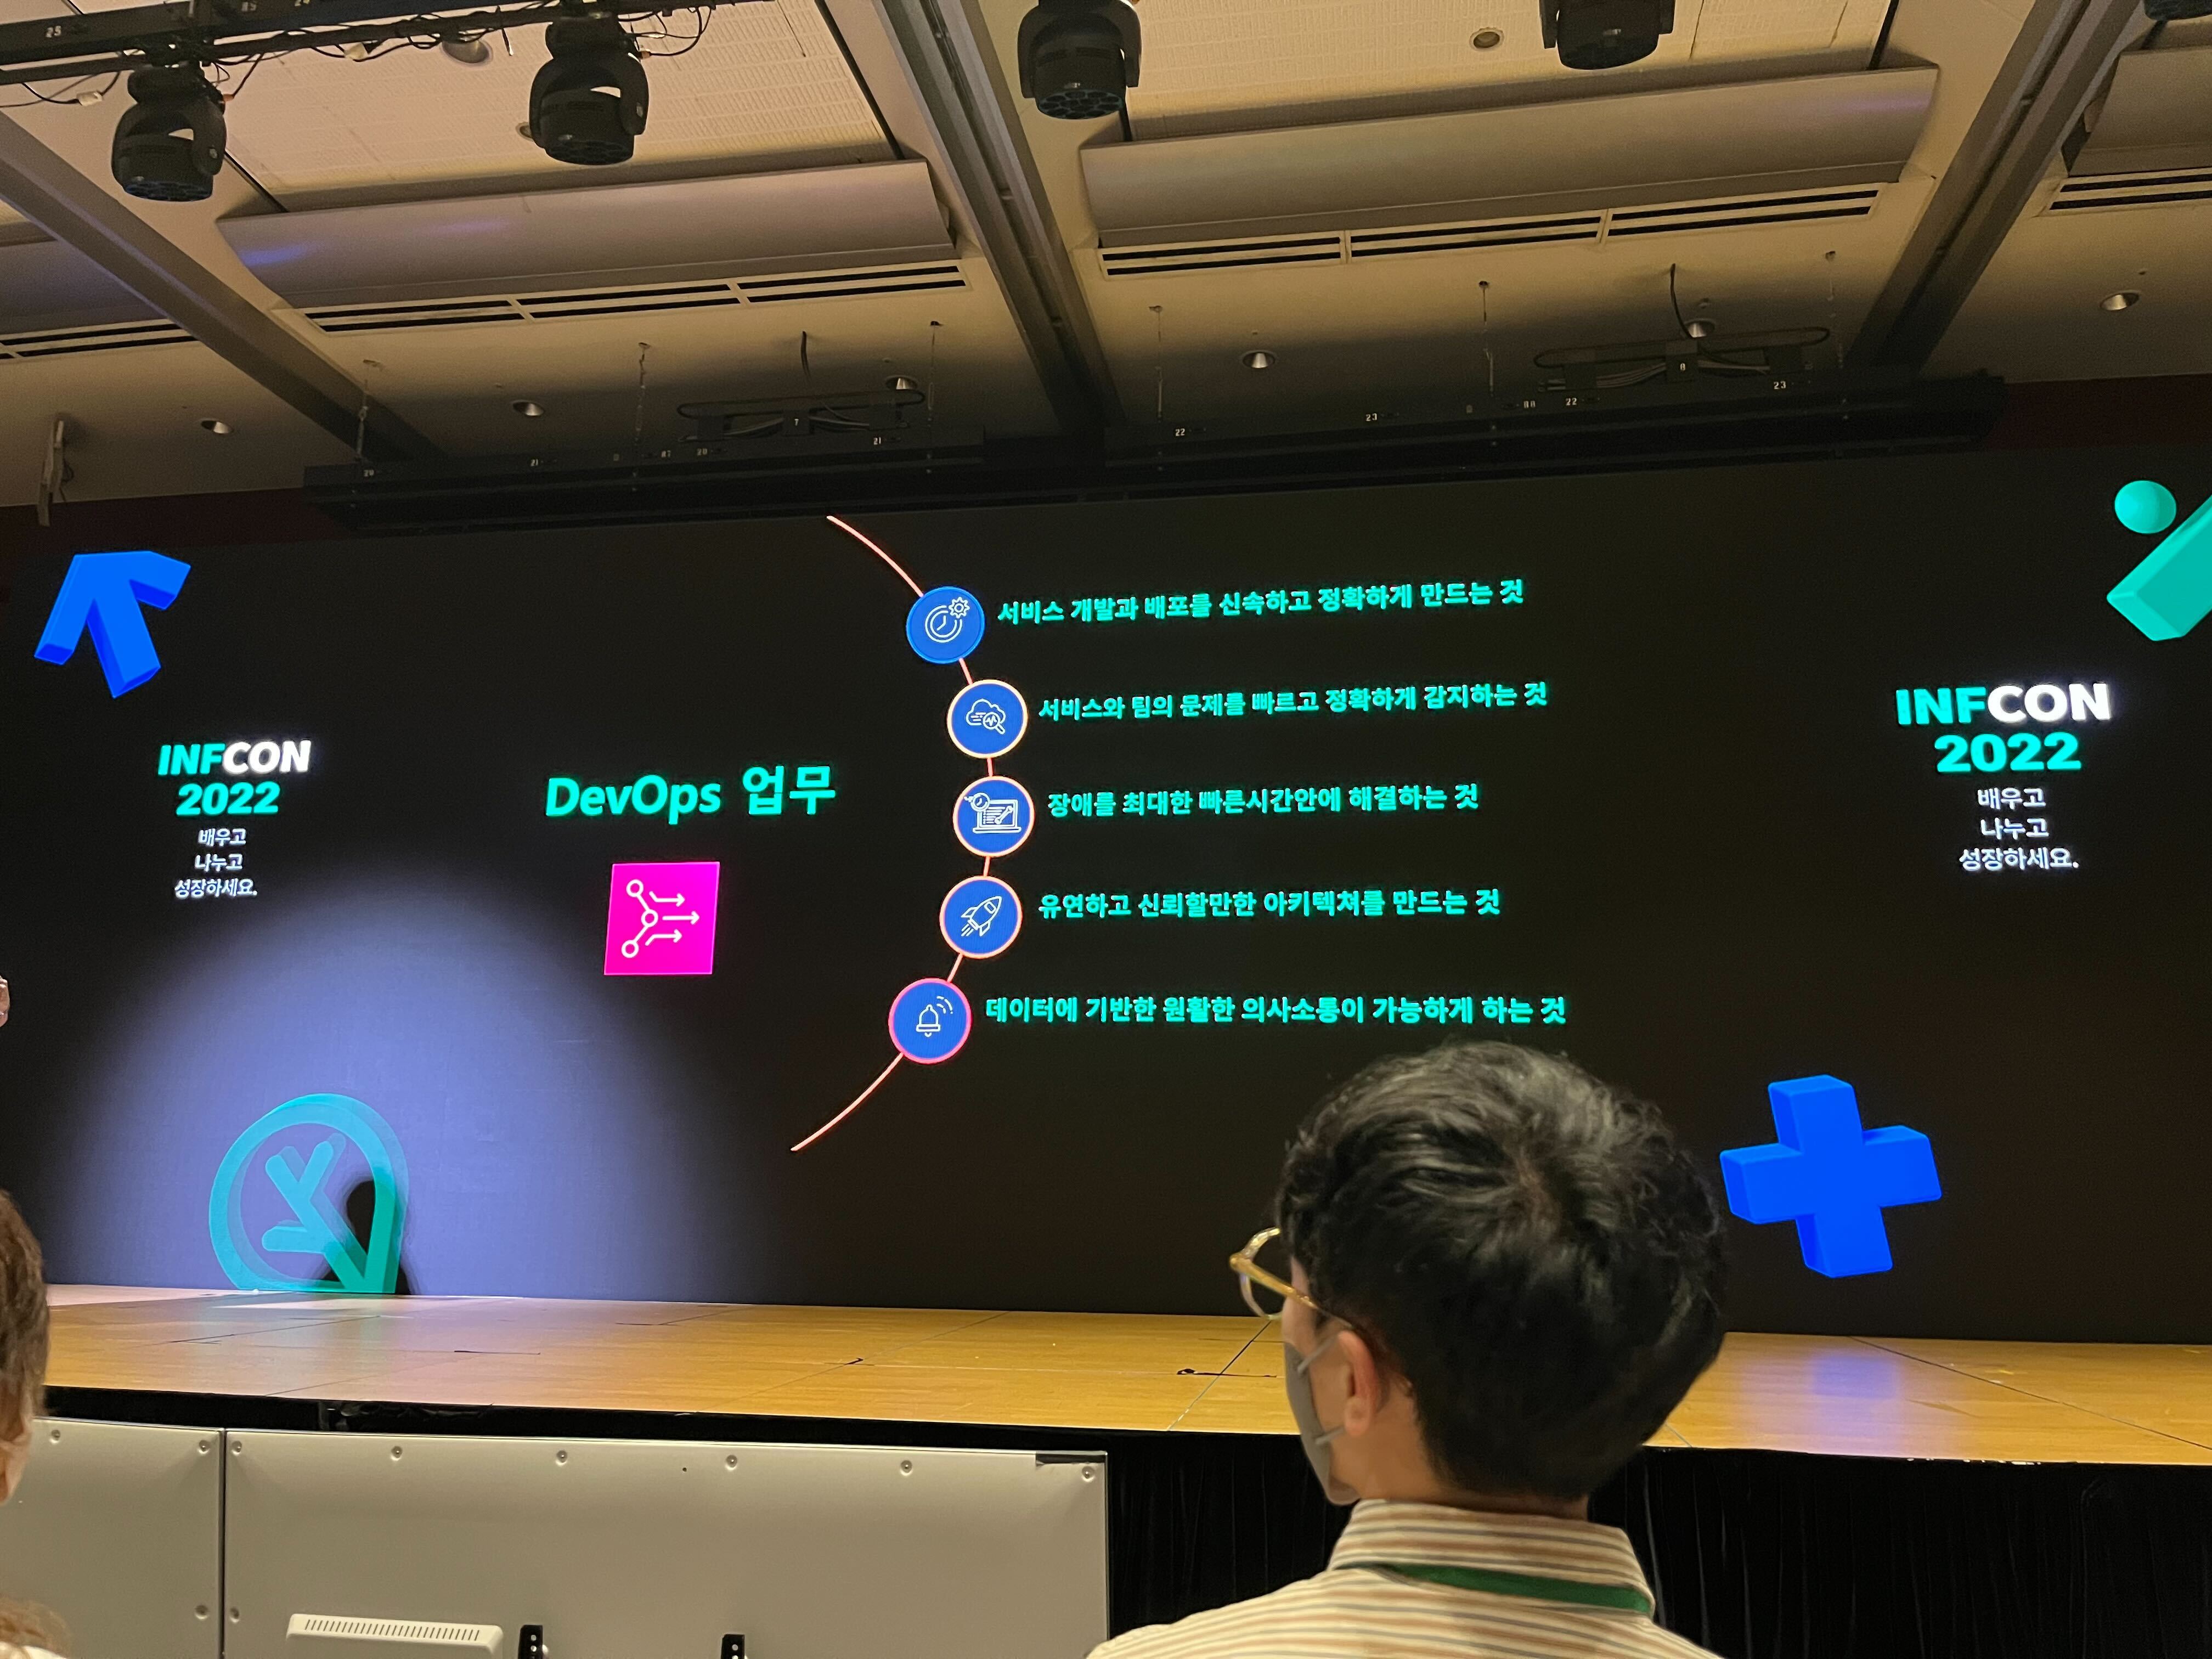 INFCON
2022
배우고
나누고
성장하세요.
DevOps 업무
서비스 개발과 배포를 신속하고 정확하게 만드는 것
서비스와 팀의 문제를 빠르고 정확하게 감지하는 것
장애를 최대한 빠른시간안에 해결하는 것
유연하고 신뢰할만한 아키텍쳐를 만드는 것
데이터에 기반한 원활한 의사소통이 가능하게 하는 것
INFCON
2022
배우고
나누고
성장하세요.